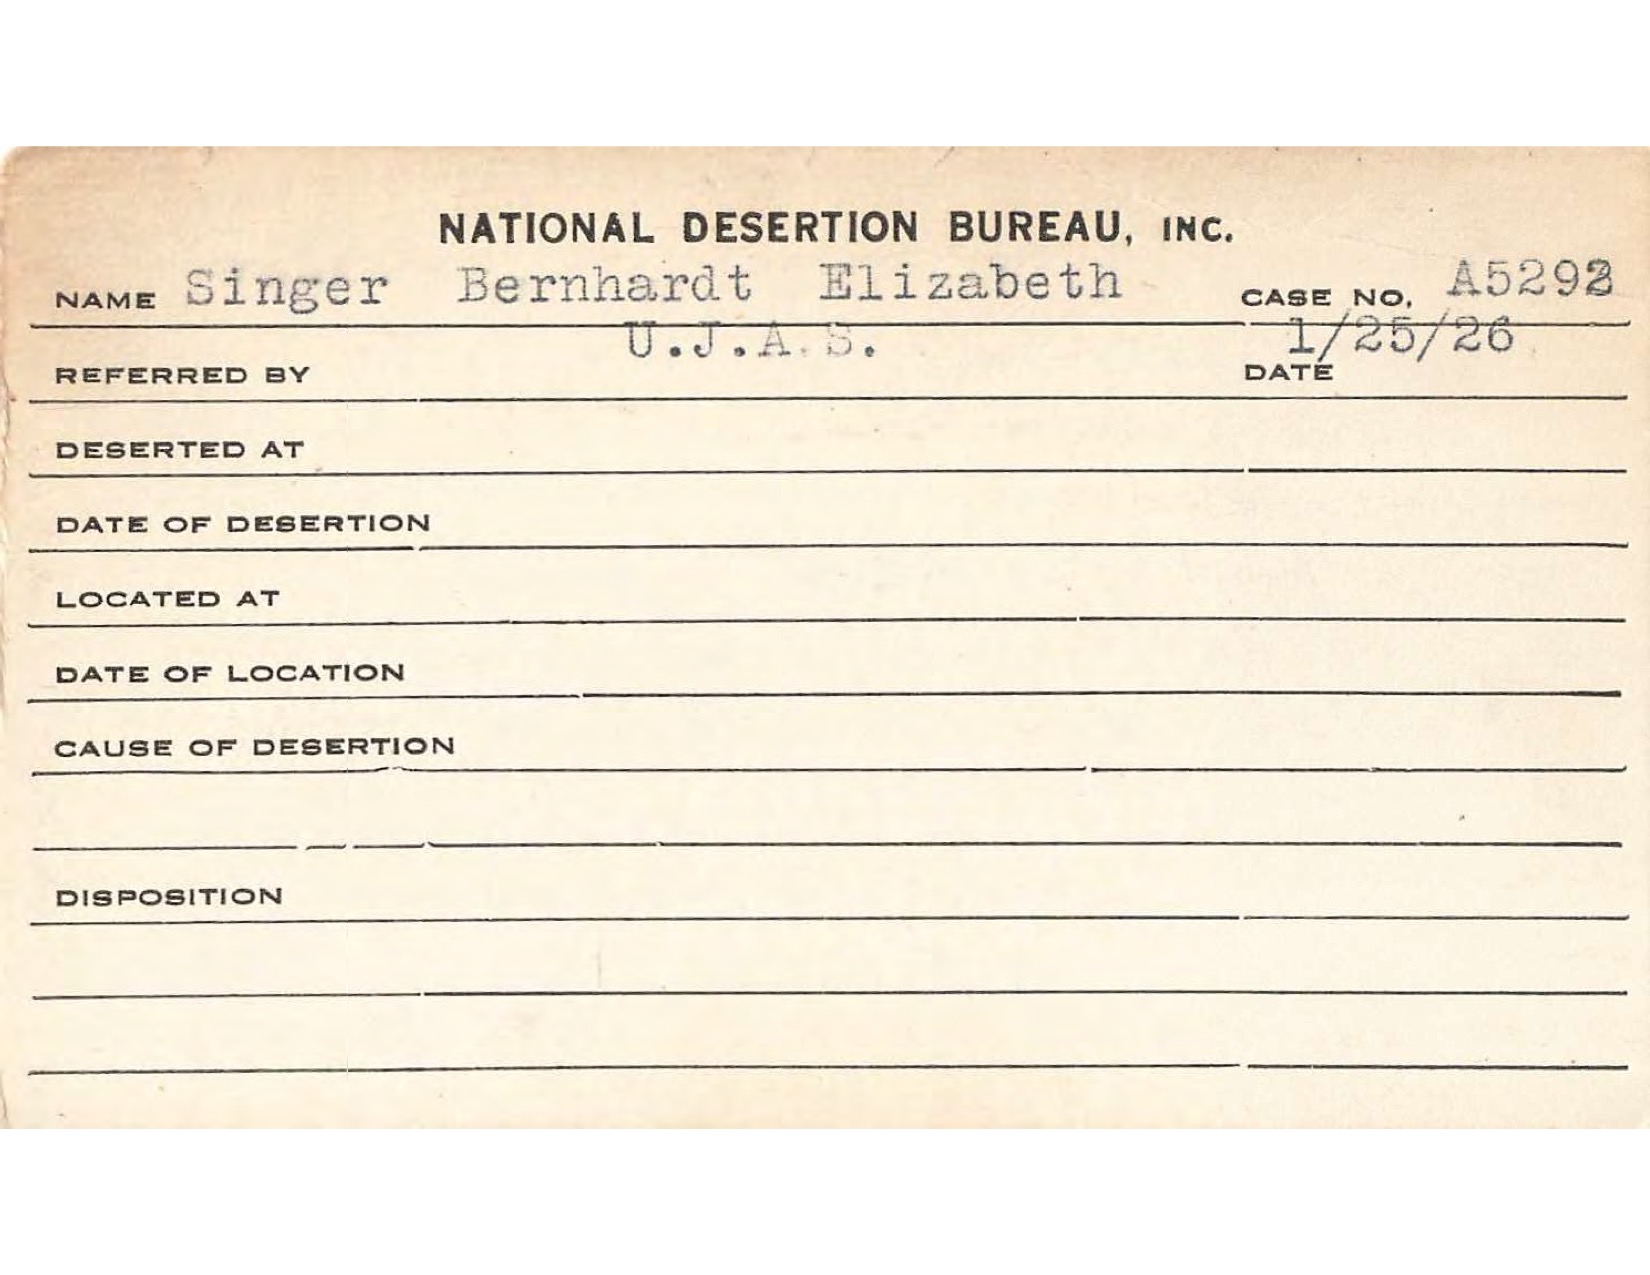 NATIONAL DESERTION BUREAU, INC.
NAME Singer Bernhardt Elizabeth CASE NO. A5292
U.J.A.S. 1/25/26
REFERRED BY DATE
DESERTED AT
DATE OF DESERTION
LOCATED AT
DATE OF LOCATION
CAUSE OF DESERTION
DISPOSITION